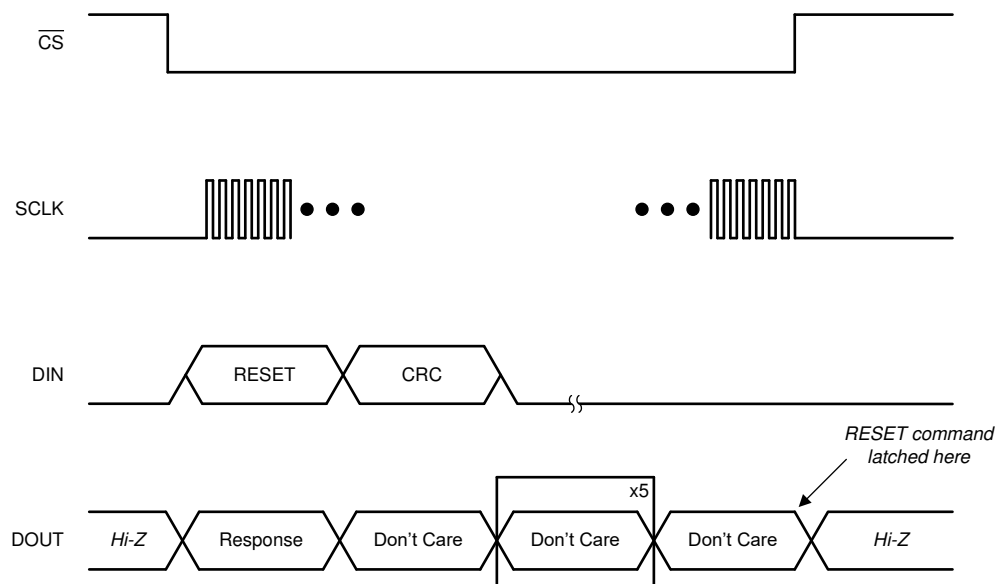 CS
SCLK
DIN
RESET
CRC
RESET command
latched here
x5
DOUT
Hi-Z
Response
Don't Care
Don't Care
Don't Care
Hi-Z